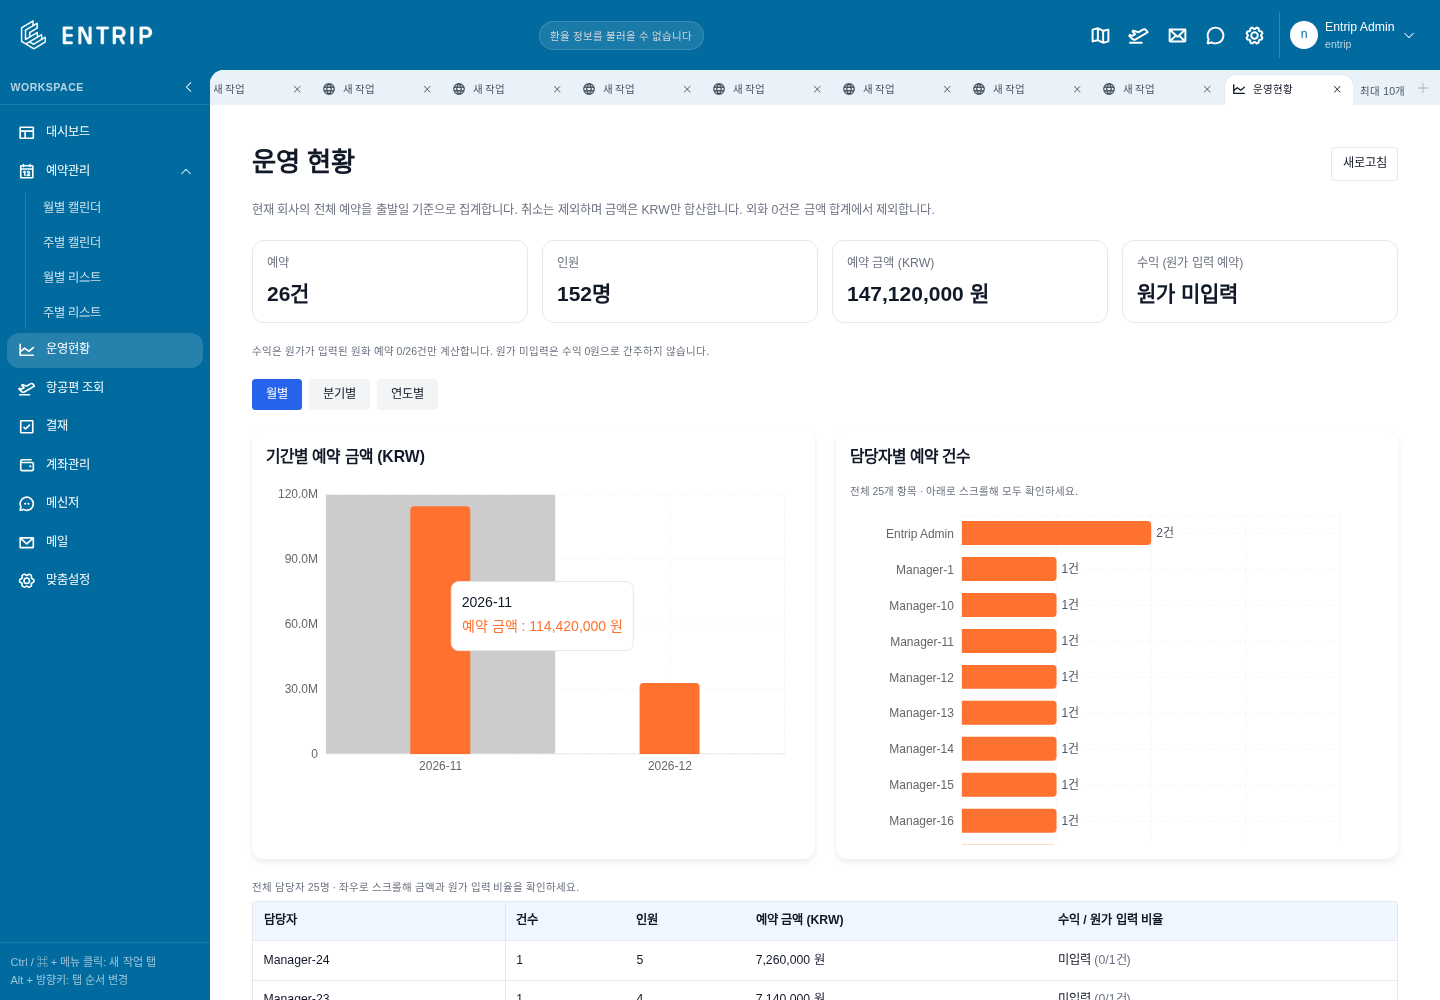 ENTRIP
환율 정보를 불러올 수 없습니다
n
Entrip Admin
entrip
WORKSPACE
새 작업
새 작업
새 작업
새 작업
새 작업
새 작업
새 작업
새 작업
운영현황
최대 10개
대시보드
예약관리
월별 캘린더
주별 캘린더
월별 리스트
주별 리스트
운영현황
항공편 조회
결재
계좌관리
메신저
메일
맞춤설정
Ctrl / ⌘ + 메뉴 클릭: 새 작업 탭
Alt + 방향키: 탭 순서 변경
운영 현황
새로고침
현재 회사의 전체 예약을 출발일 기준으로 집계합니다. 취소는 제외하며 금액은 KRW만 합산합니다. 외화 0건은 금액 합계에서 제외합니다.
예약
26건
인원
152명
예약 금액 (KRW)
147,120,000 원
수익 (원가 입력 예약)
원가 미입력
수익은 원가가 입력된 원화 예약 0/26건만 계산합니다. 원가 미입력은 수익 0원으로 간주하지 않습니다.
월별
분기별
연도별
기간별 예약 금액 (KRW)
120.0M
90.0M
60.0M
30.0M
0
2026-11
2026-12
2026-11
예약 금액 : 114,420,000 원
담당자별 예약 건수
전체 25개 항목 · 아래로 스크롤해 모두 확인하세요.
Entrip Admin 2건
Manager-1 1건
Manager-10 1건
Manager-11 1건
Manager-12 1건
Manager-13 1건
Manager-14 1건
Manager-15 1건
Manager-16 1건
전체 담당자 25명 · 좌우로 스크롤해 금액과 원가 입력 비율을 확인하세요.
담당자 건수 인원 예약 금액 (KRW) 수익 / 원가 입력 비율
Manager-24 1 5 7,260,000 원 미입력 (0/1건)
Manager-23 1 4 7,140,000 원 미입력 (0/1건)